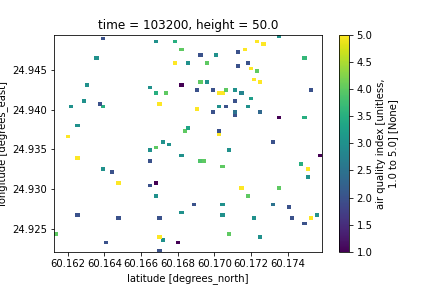 time = 103200, height = 50.0
24.945
24.940
24.935
24.930
24.925
longitude [degrees_east]
60.162 60.164 60.166 60.168 60.170 60.172 60.174
latitude [degrees_north]
5.0
4.5
4.0
3.5
3.0
2.5
2.0
1.5
1.0
air quality index [unitless,
1.0 to 5.0] [None]